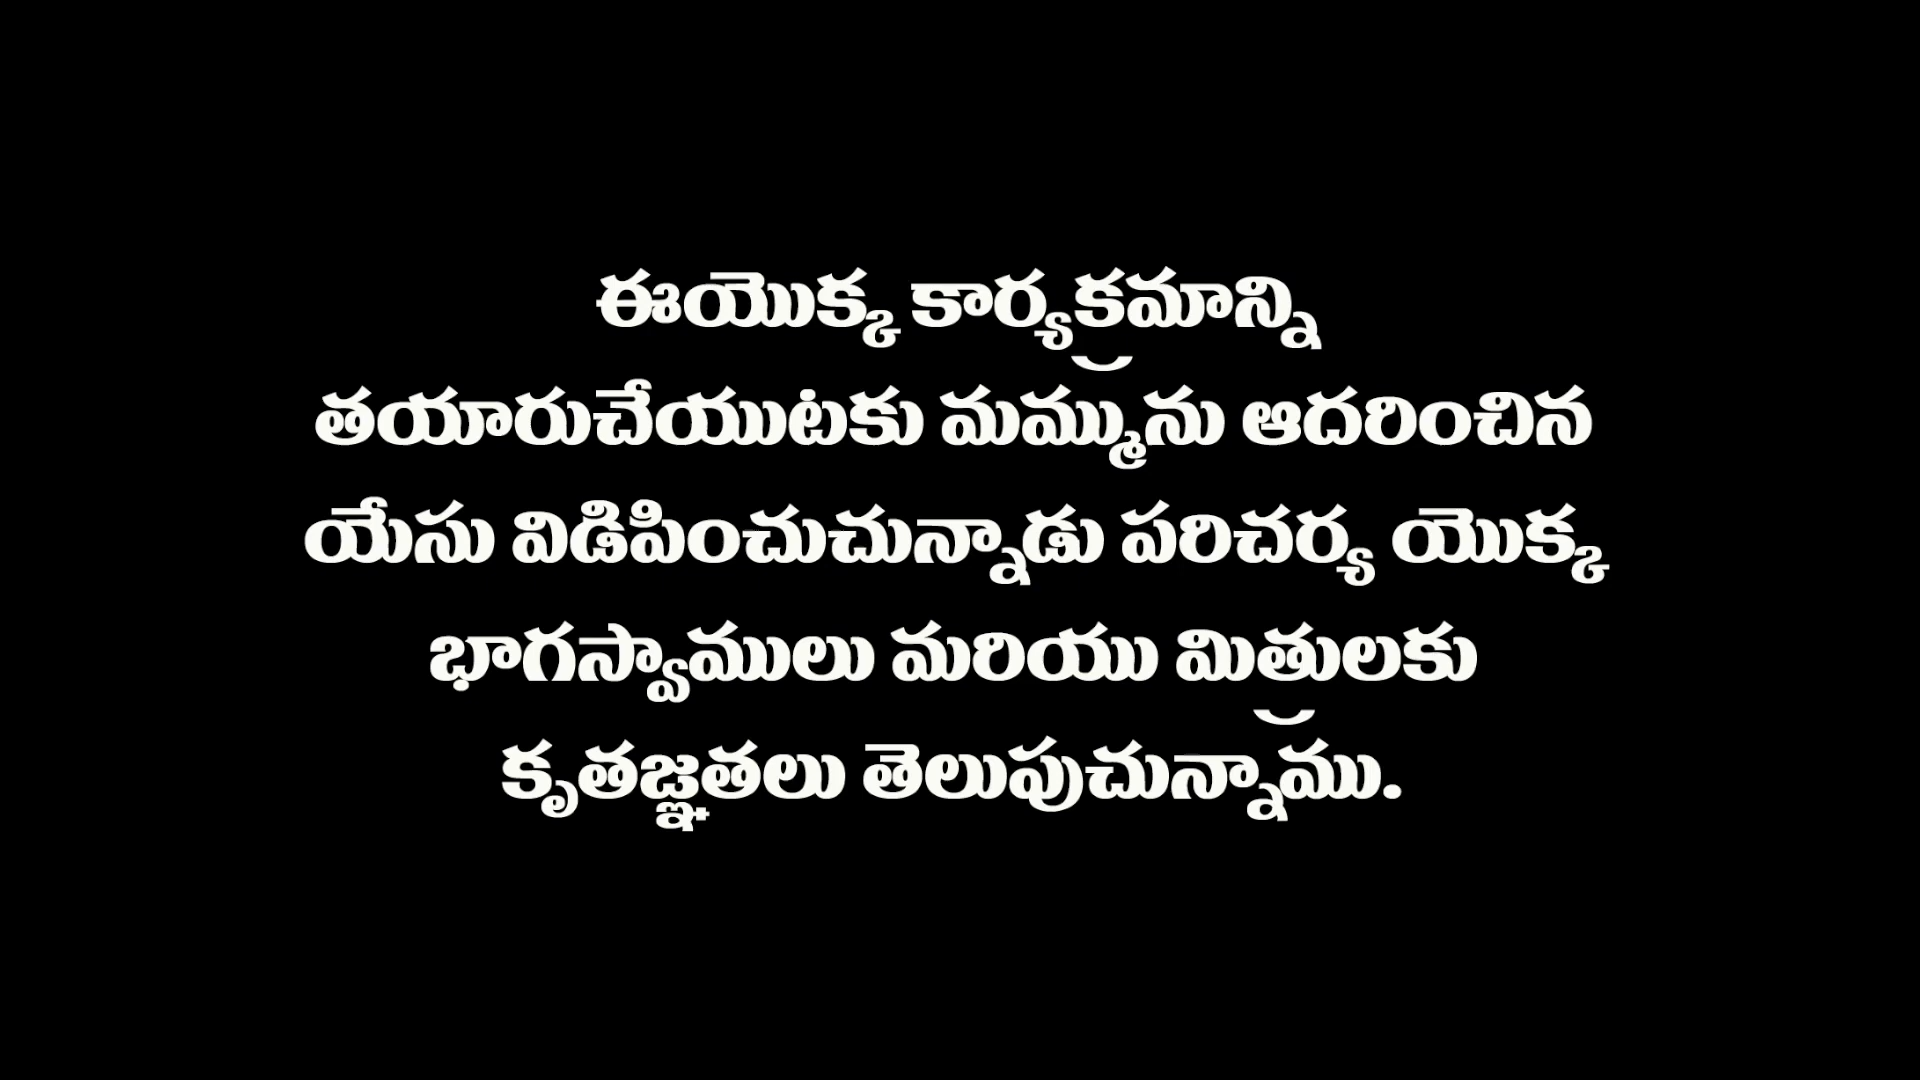 ఈయొక్క కార్యక్రమాన్ని
తయారుచేయుటకు మమ్మును ఆదరించిన
యేసు విడిపించుచున్నాడు పరిచర్య యొక్క
భాగస్వాములు మరియు మిత్రులకు
కృతజ్ఞతలు తెలుపుచున్నాము.